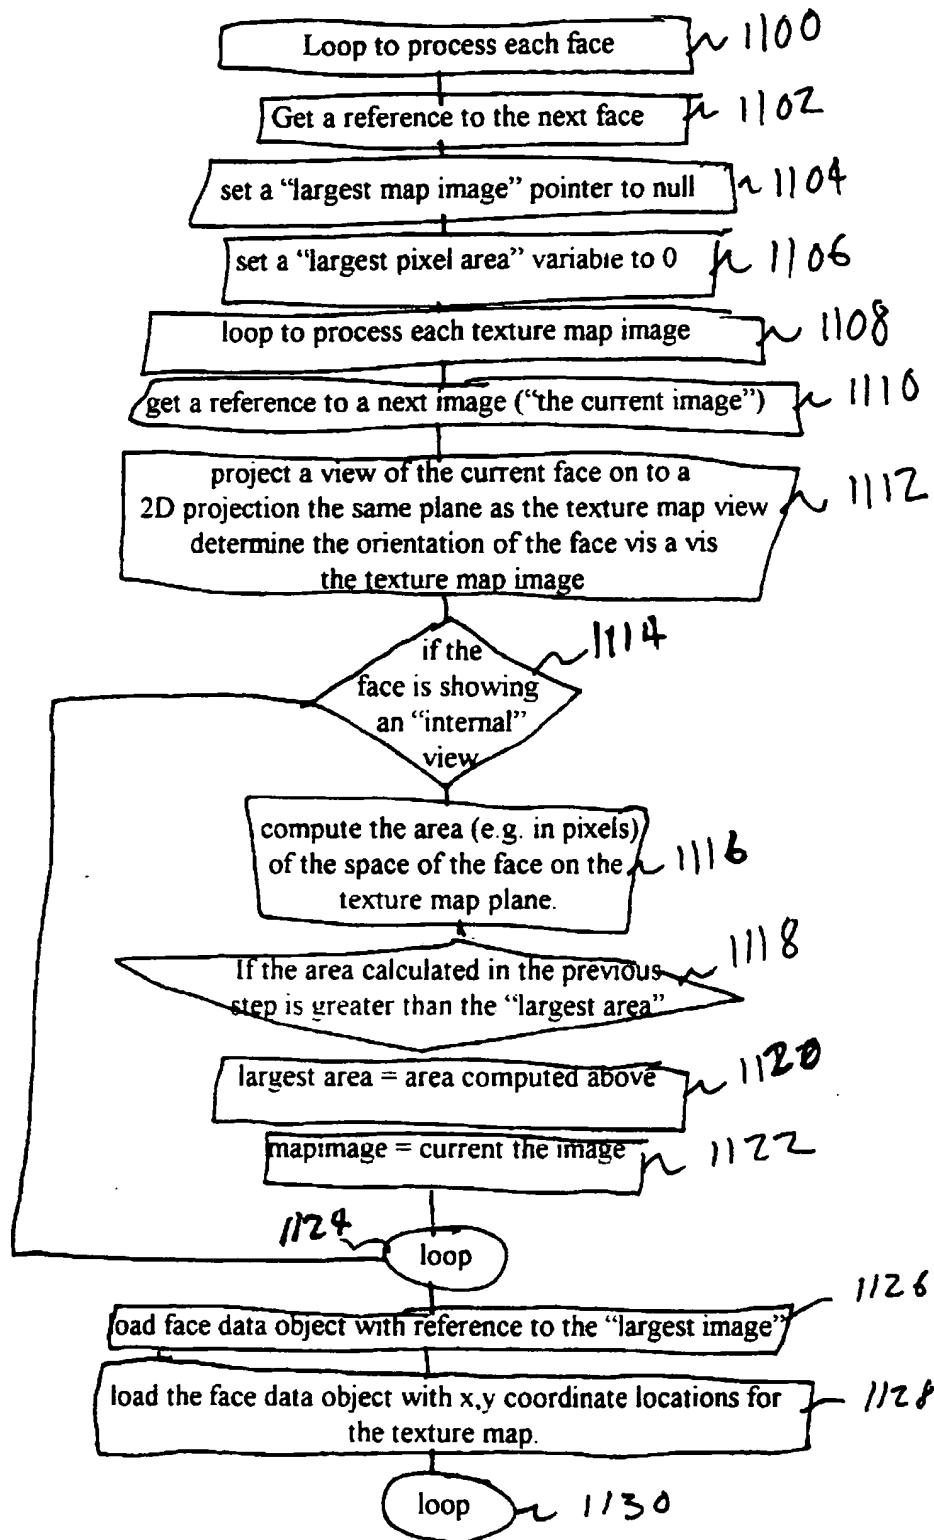 Loop to process each face 1100
Get a reference to the next face 1102
set a “largest map image” pointer to null 1104
set a “largest pixel area” variable to 0 1106
loop to process each texture map image 1108
get a reference to a next image (“the current image”) 1110
project a view of the current face on to a
2D projection the same plane as the texture map view 1112
determine the orientation of the face vis a vis
the texture map image
if the 1114
face is showing
an “internal”
view
compute the area (e.g. in pixels)
of the space of the face on the 1116
texture map plane.
If the area calculated in the previous 1118
step is greater than the “largest area”
largest area = area computed above 1120
mapimage = current the image 1122
1124
loop
oad face data object with reference to the “largest image” 1126
load the face data object with x,y coordinate locations for 1128
the texture map.
loop 1130